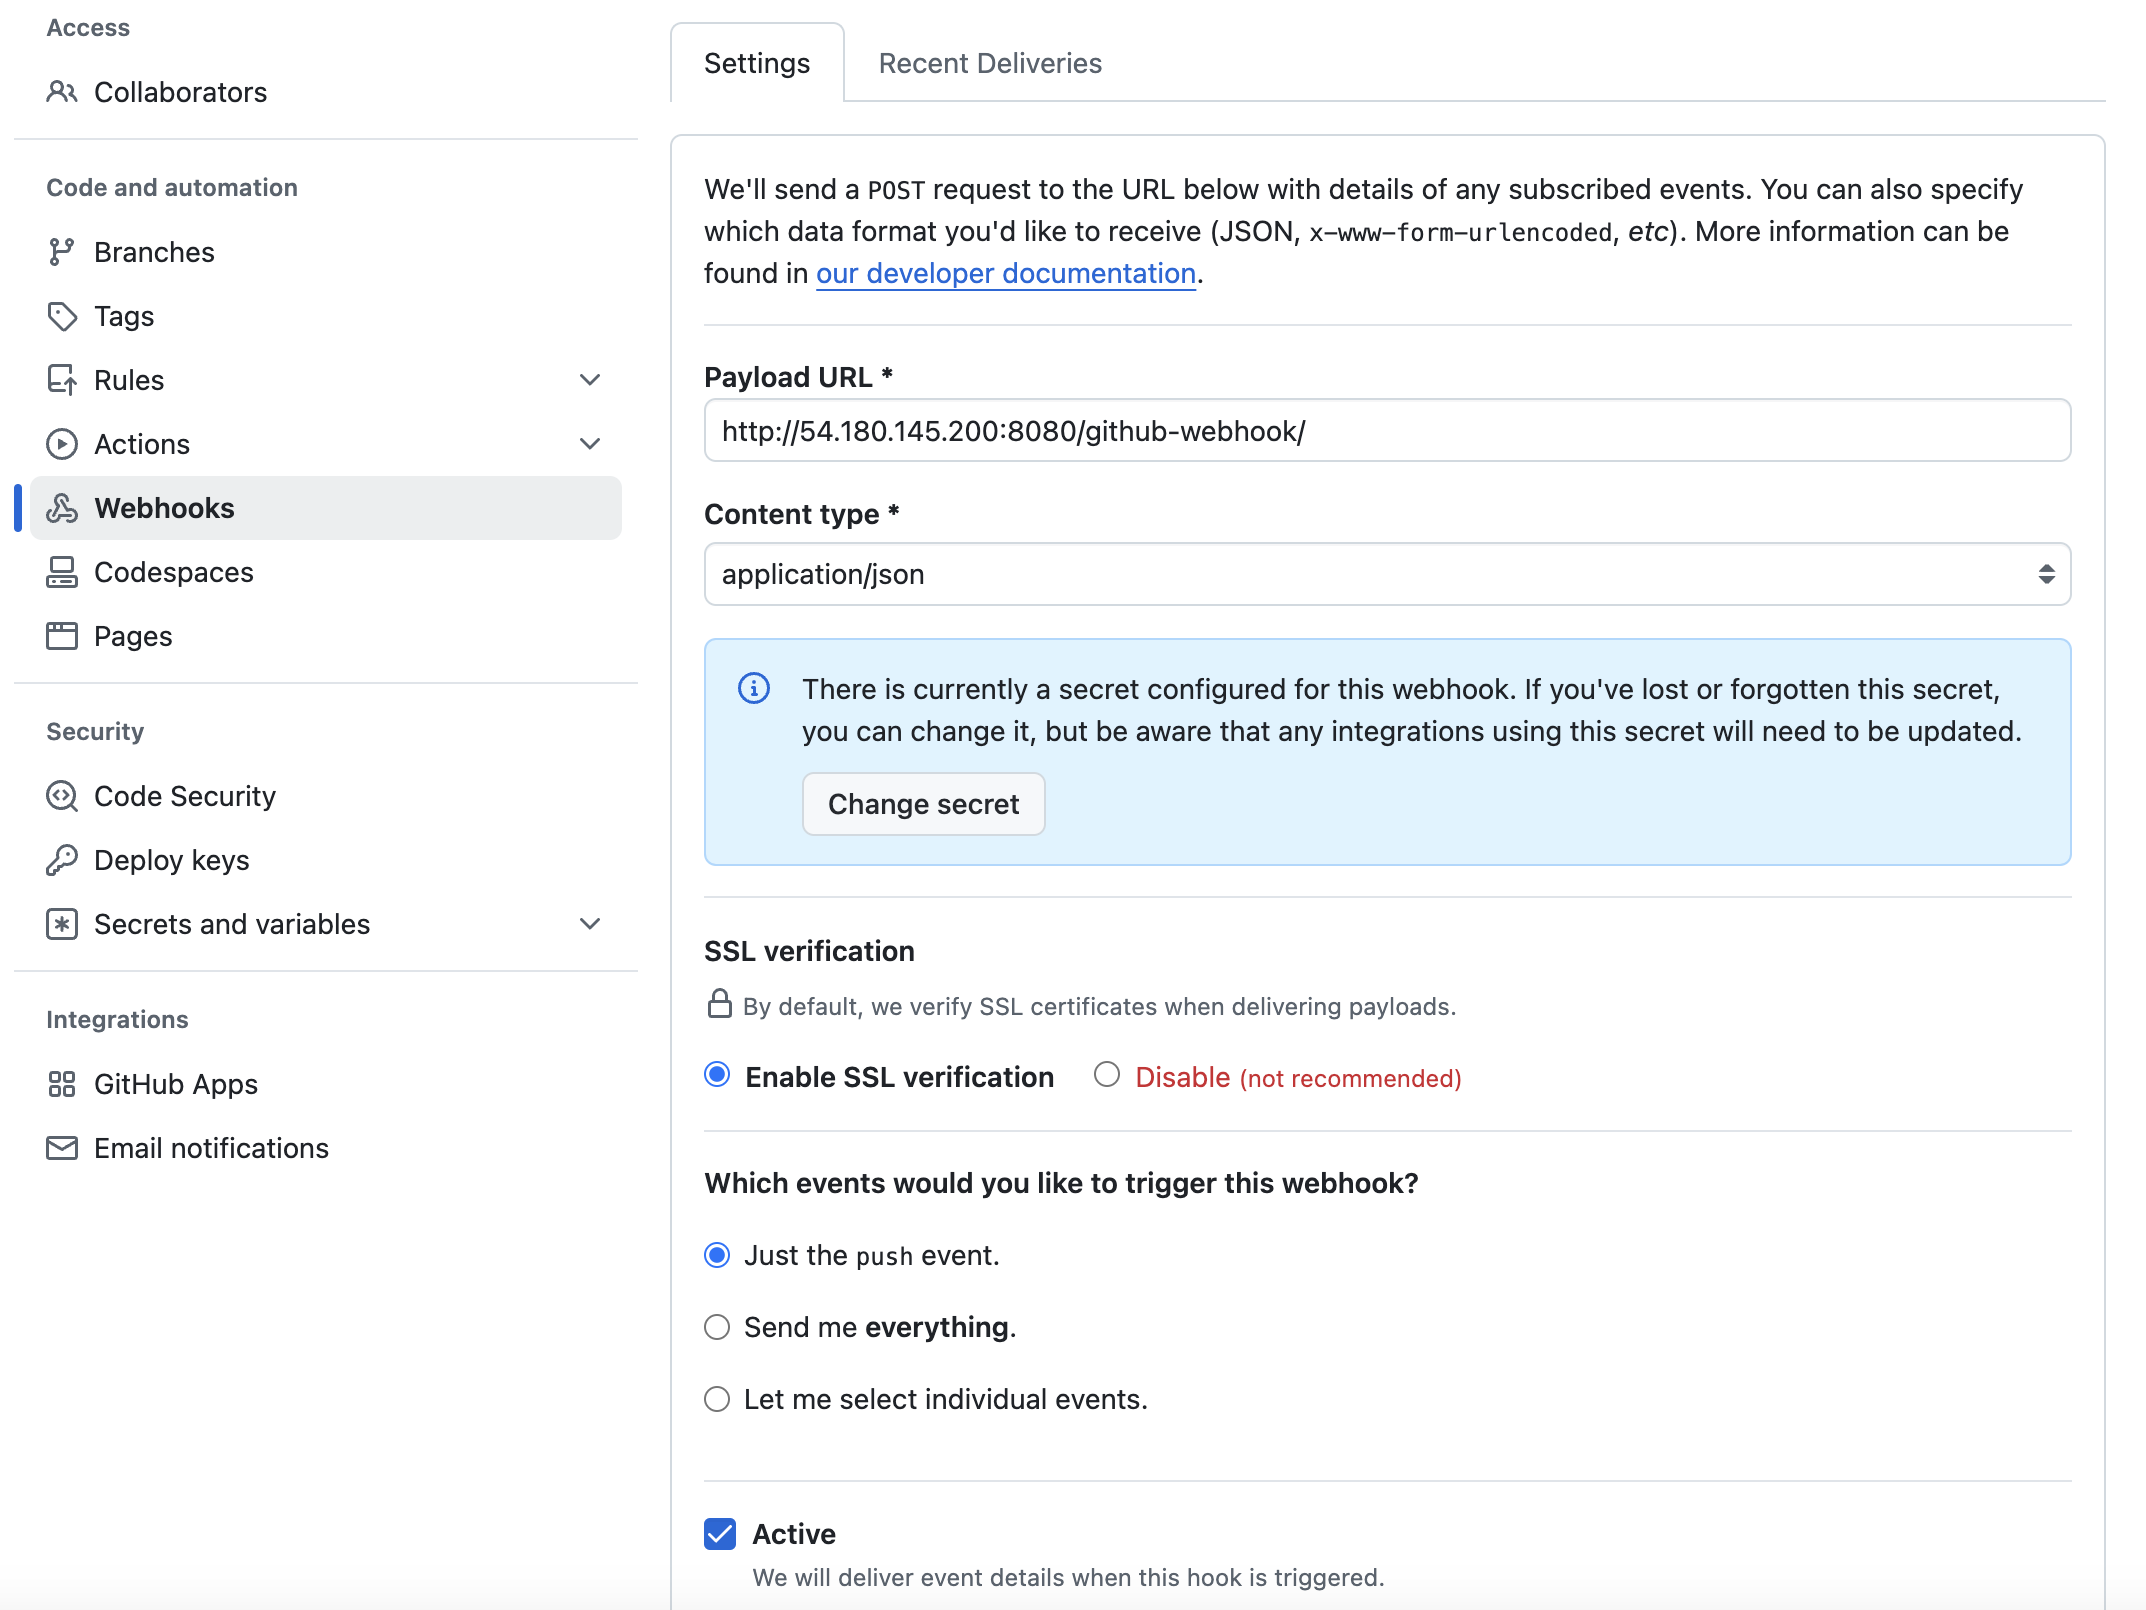 Access
Collaborators
Code and automation
Branches
Tags
Rules
Actions
Webhooks
Codespaces
Pages
Security
Code Security
Deploy keys
Secrets and variables
Integrations
GitHub Apps
Email notifications
Settings
Recent Deliveries
We'll send a POST request to the URL below with details of any subscribed events. You can also specify
which data format you'd like to receive (JSON, x-www-form-urlencoded, etc). More information can be
found in our developer documentation.
Payload URL *
http://54.180.145.200:8080/github-webhook/
Content type *
application/json
There is currently a secret configured for this webhook. If you've lost or forgotten this secret,
you can change it, but be aware that any integrations using this secret will need to be updated.
Change secret
SSL verification
By default, we verify SSL certificates when delivering payloads.
Enable SSL verification
Disable (not recommended)
Which events would you like to trigger this webhook?
Just the push event.
Send me everything.
Let me select individual events.
Active
We will deliver event details when this hook is triggered.